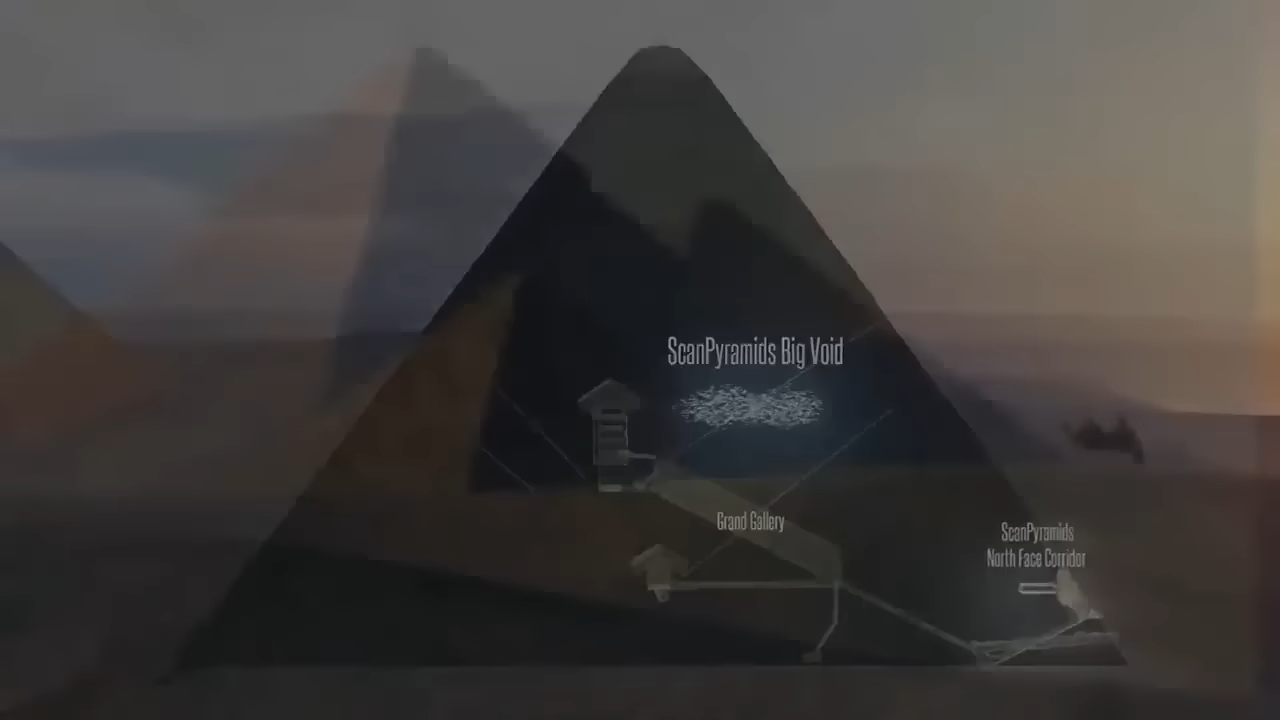 ScanPyramids Big Void
Grand Gallery
ScanPyramids
North Face Corridor